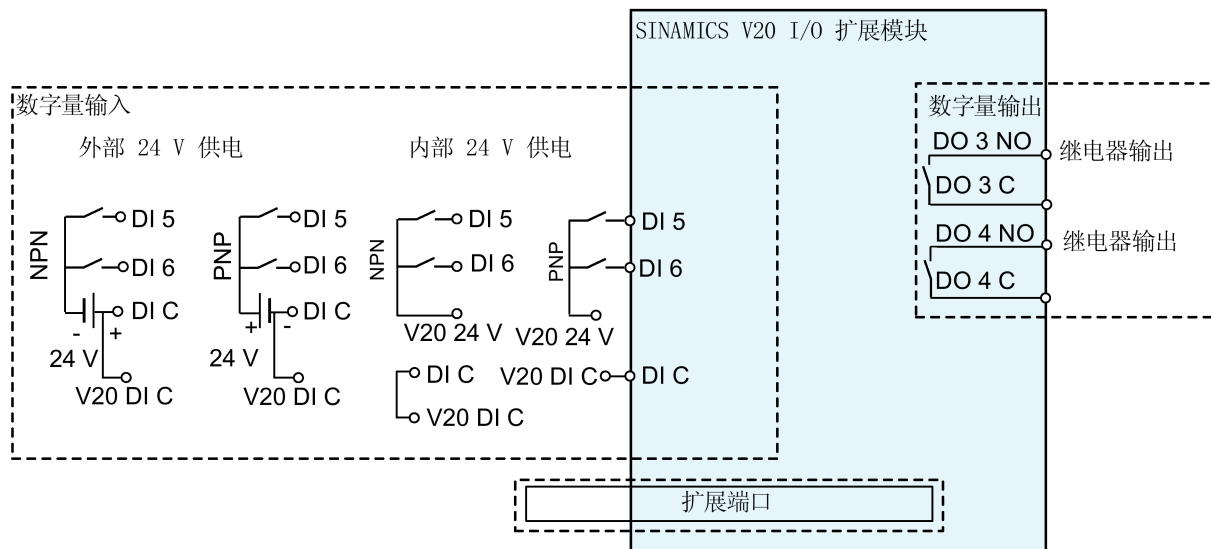 SINAMICS V20 I/O 扩展模块
数字量输入
外部 24 V 供电
内部 24 V 供电
NPN
DI 5
DI 6
DI C
- +
24 V
V20 DI C
PNP
DI 5
DI 6
DI C
+ -
24 V
V20 DI C
NPN
DI 5
DI 6
V20 24 V
DI C
V20 DI C
PNP
V20 24 V
V20 DI C
DI 5
DI 6
DI C
数字量输出
DO 3 NO
继电器输出
DO 3 C
DO 4 NO
继电器输出
DO 4 C
扩展端口